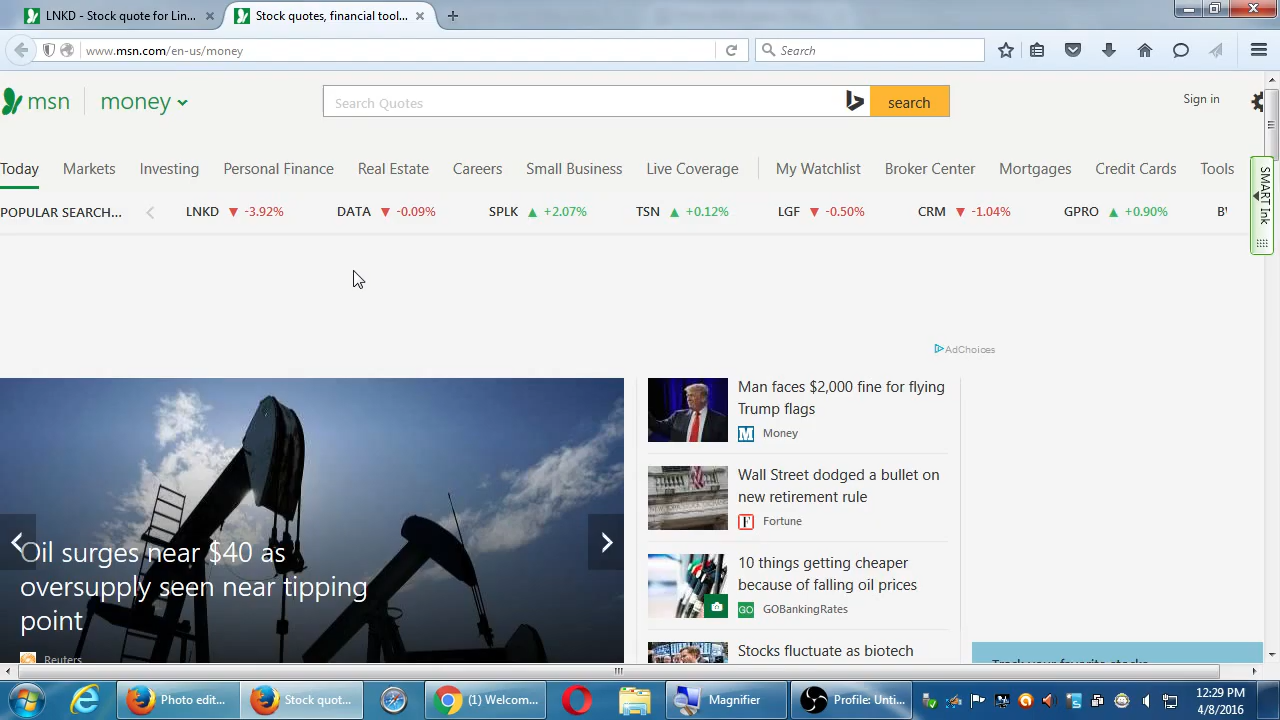 LNKD - Stock quote for Lin...
Stock quotes, financial tool...
www.msn.com/en-us/money
Search
msn
money
Search Quotes
search
Sign in
Today
Markets
Investing
Personal Finance
Real Estate
Careers
Small Business
Live Coverage
My Watchlist
Broker Center
Mortgages
Credit Cards
Tools
SMART Ink
POPULAR SEARCH...
LNKD -3.92%
DATA -0.09%
SPLK +2.07%
TSN +0.12%
LGF -0.50%
CRM -1.04%
GPRO +0.90%
AdChoices
Oil surges near $40 as
oversupply seen near tipping
point
Reuters
Man faces $2,000 fine for flying
Trump flags
M Money
Wall Street dodged a bullet on
new retirement rule
F Fortune
10 things getting cheaper
because of falling oil prices
GO GOBankingRates
Stocks fluctuate as biotech
Track your favorite stocks
Photo edit...
Stock quot...
(1) Welcom...
Magnifier
Profile: Unti...
12:29 PM
4/8/2016